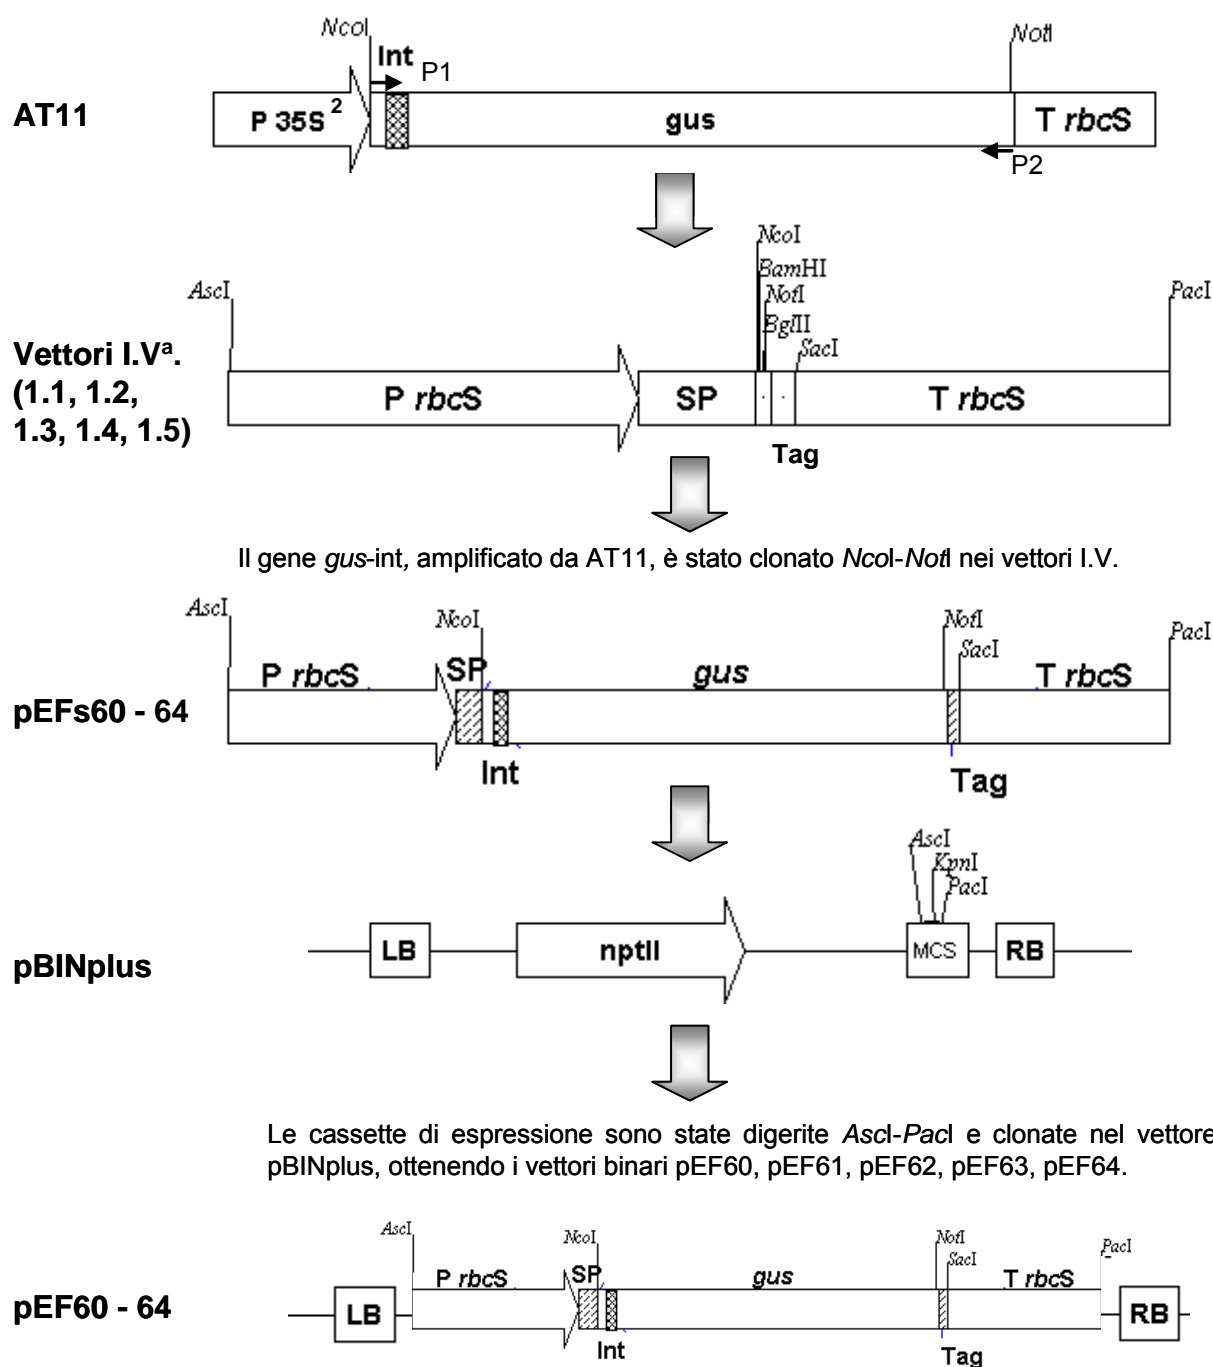 NcoI
NotI
Int
P1
AT11
P 35S 2
gus
T rbcS
P2
NcoI
BamHI
AscI
NotI
PacI
BglII
SacI
Vettori I.Vª.
(1.1, 1.2,
1.3, 1.4, 1.5)
P rbcS
SP
T rbcS
Tag
Il gene gus-int, amplificato da AT11, è stato clonato NcoI-NotI nei vettori I.V.
AscI
NcoI
NotI
PacI
SacI
P rbcS
SP
gus
T rbcS
pEFs60 - 64
Int
Tag
AscI
KpnI
PacI
pBINplus
LB
nptII
MCS
RB
Le cassette di espressione sono state digerite AscI-PacI e clonate nel vettore
pBINplus, ottenendo i vettori binari pEF60, pEF61, pEF62, pEF63, pEF64.
AscI
NcoI
NotI
SacI
PacI
P rbcS
SP
gus
T rbcS
pEF60 - 64
LB
RB
Int
Tag